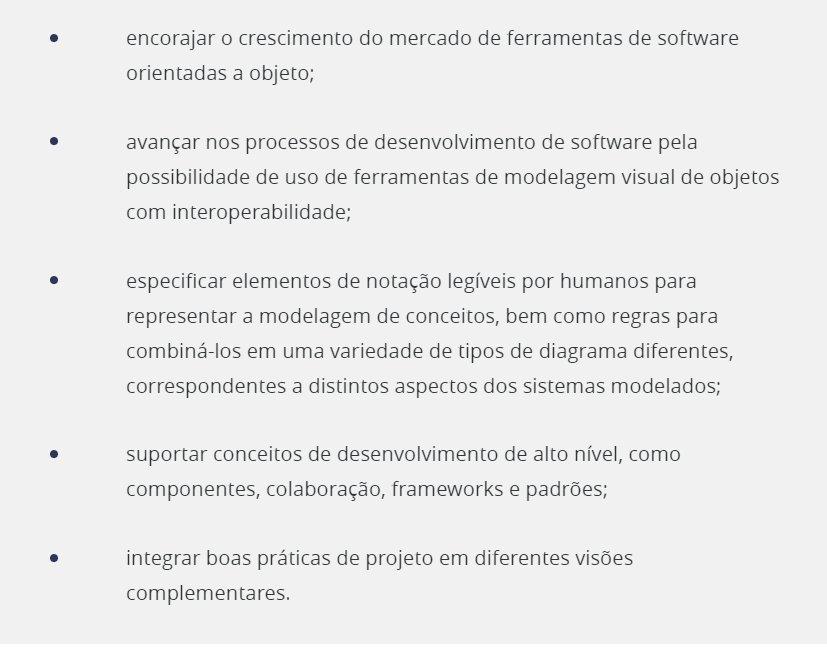 encorajar o crescimento do mercado de ferramentas de software
orientadas a objeto;
avançar nos processos de desenvolvimento de software pela
possibilidade de uso de ferramentas de modelagem visual de objetos
com interoperabilidade;
especificar elementos de notação legíveis por humanos para
representar a modelagem de conceitos, bem como regras para
combiná-los em uma variedade de tipos de diagrama diferentes,
correspondentes a distintos aspectos dos sistemas modelados;
suportar conceitos de desenvolvimento de alto nível, como
componentes, colaboração, frameworks e padrões;
integrar boas práticas de projeto em diferentes visões
complementares.